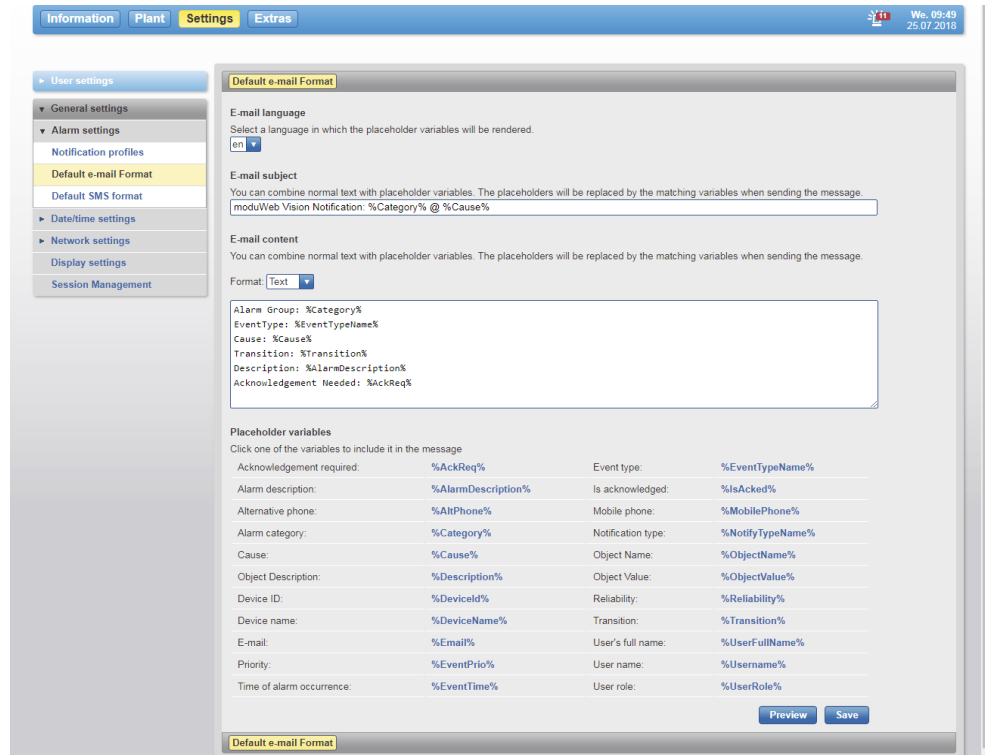 Information Plant Settings Extras 11 We. 09:49
25.07.2018
User settings
General settings
Alarm settings
Notification profiles
Default e-mail Format
Default SMS format
Date/time settings
Network settings
Display settings
Session Management
Default e-mail Format
E-mail language
Select a language in which the placeholder variables will be rendered.
en
E-mail subject
You can combine normal text with placeholder variables. The placeholders will be replaced by the matching variables when sending the message.
moduWeb Vision Notification: %Category% @ %Cause%
E-mail content
You can combine normal text with placeholder variables. The placeholders will be replaced by the matching variables when sending the message.
Format: Text
Alarm Group: %Category%
EventType: %EventTypeName%
Cause: %Cause%
Transition: %Transition%
Description: %AlarmDescription%
Acknowledgement Needed: %AckReq%
Placeholder variables
Click one of the variables to include it in the message
Acknowledgement required: %AckReq% Event type: %EventTypeName%
Alarm description: %AlarmDescription% Is acknowledged: %IsAcked%
Alternative phone: %AltPhone% Mobile phone: %MobilePhone%
Alarm category: %Category% Notification type: %NotifyTypeName%
Cause: %Cause% Object Name: %ObjectName%
Object Description: %Description% Object Value: %ObjectValue%
Device ID: %DeviceId% Reliability: %Reliability%
Device name: %DeviceName% Transition: %Transition%
E-mail: %Email% User's full name: %UserFullName%
Priority: %EventPrio% User name: %Username%
Time of alarm occurrence: %EventTime% User role: %UserRole%
Preview Save
Default e-mail Format